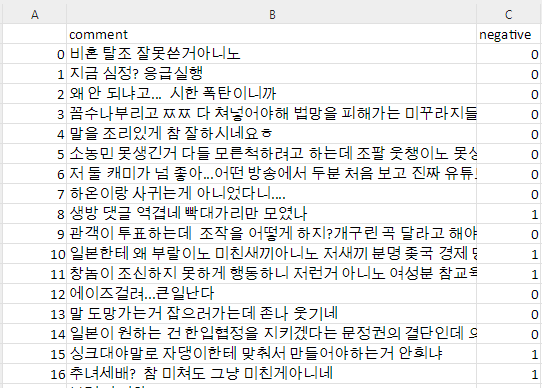 A B C
comment negative
0 비혼 탈조 잘못쓴거아니노 0
1 지금 심정? 응급실행 0
2 왜 안 되냐고... 시한 폭탄이니까 0
3 꼼수나부리고 ㅉㅉ 다 쳐넣어야해 법망을 피해가는 미꾸라지들 0
4 말을 조리있게 참 잘하시네요ㅎ 0
5 소농민 못생긴거 다들 모른척하려고 하는데 조팔 웃챙이노 못생 0
6 저 둘 캐미가 넘 좋아...어떤 방송에서 두분 처음 보고 진짜 유튜 0
7 하온이랑 사귀는게 아니었다니.... 0
8 생방 댓글 역겹네 빡대가리만 모였나 1
9 관객이 투표하는데 조작을 어떻게 하지?개구린 곡 달라고 해야 0
10 일본한테 왜 부랄이노 미친새끼아니노 저새끼 분명 좆국 경제 1
11 창놈이 조신하지 못하게 행동하니 저런거 아니노 여성분 참교육 1
12 에이즈걸려...큰일난다 0
13 말 도망가는거 잡으러가는데 존나 웃기네 0
14 일본이 원하는 건 한입협정을 지키겠다는 문정권의 결단인데 0
15 싱크대야말로 자댕이한테 맞춰서 만들어야하는거 안희냐 1
16 추녀세배? 참 미쳐도 그냥 미친게아니네 1